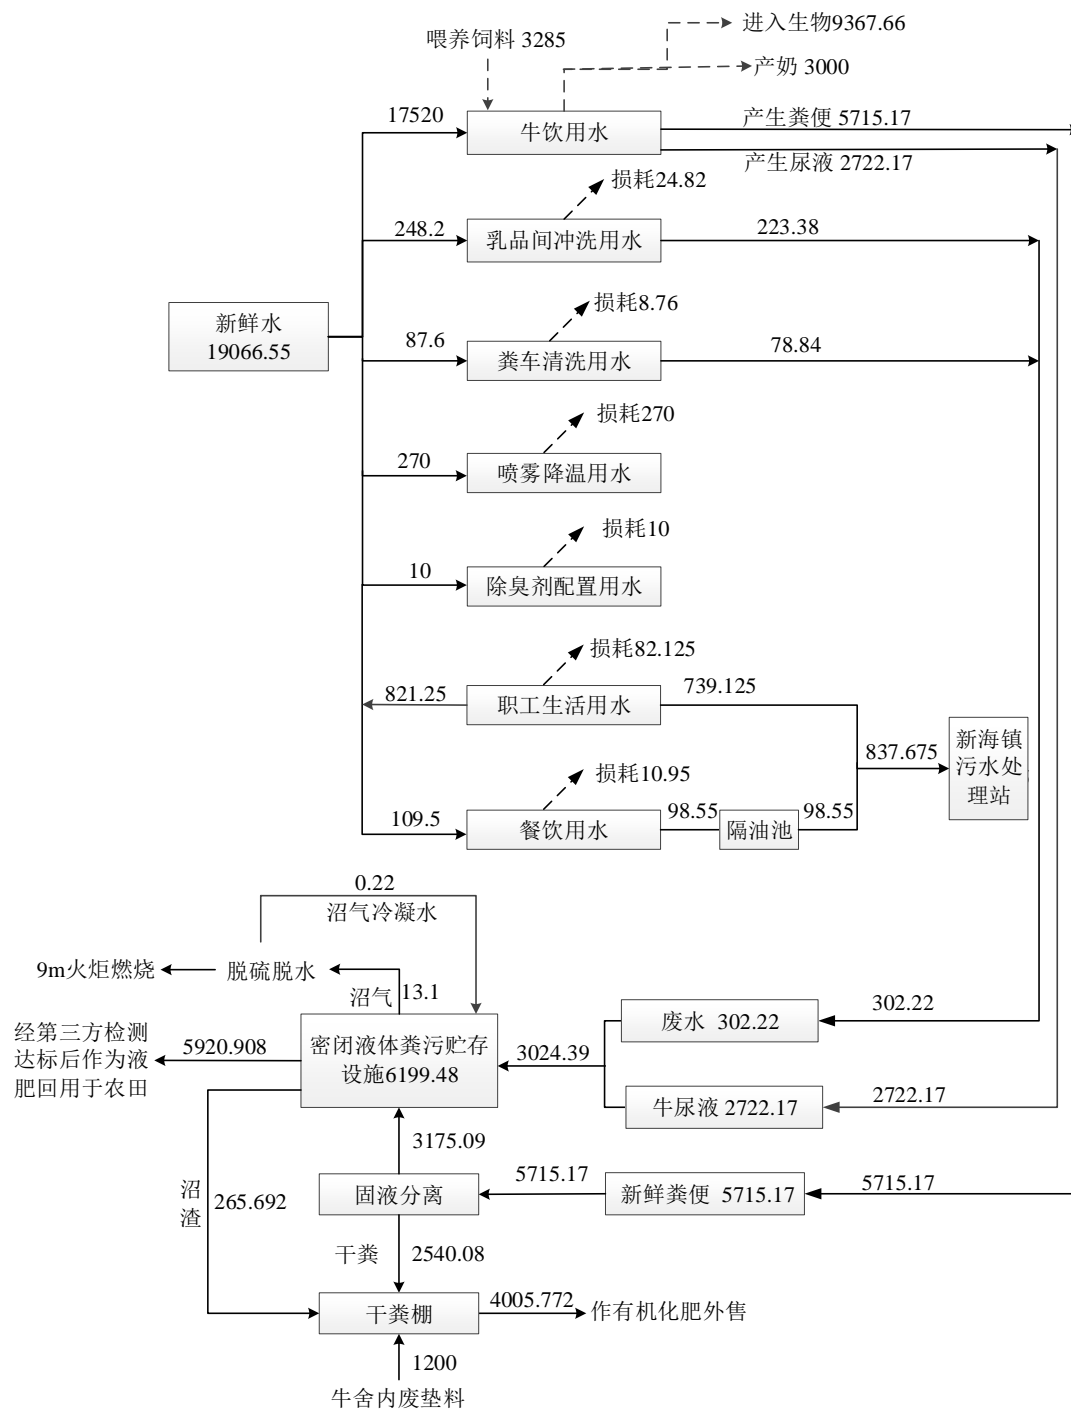 进入生物9367.66
喂养饲料 3285
产奶 3000
17520
牛饮用水
产生粪便 5715.17
产生尿液 2722.17
损耗24.82
248.2
乳品间冲洗用水
223.38
损耗8.76
新鲜水
19066.55
87.6
粪车清洗用水
78.84
损耗270
270
喷雾降温用水
损耗10
10
除臭剂配置用水
损耗82.125
821.25
职工生活用水
739.125
837.675
新海镇
污水处
理站
损耗10.95
109.5
餐饮用水
98.55
隔油池
98.55
0.22
沼气冷凝水
9m火炬燃烧
脱硫脱水
沼气
13.1
经第三方检测
达标后作为液
肥回用于农田
5920.908
密闭液体粪污贮存
设施6199.48
3024.39
废水 302.22
302.22
牛尿液 2722.17
2722.17
3175.09
沼
渣
265.692
固液分离
5715.17
新鲜粪便 5715.17
5715.17
干粪
2540.08
干粪棚
4005.772
作有机化肥外售
1200
牛舍内废垫料